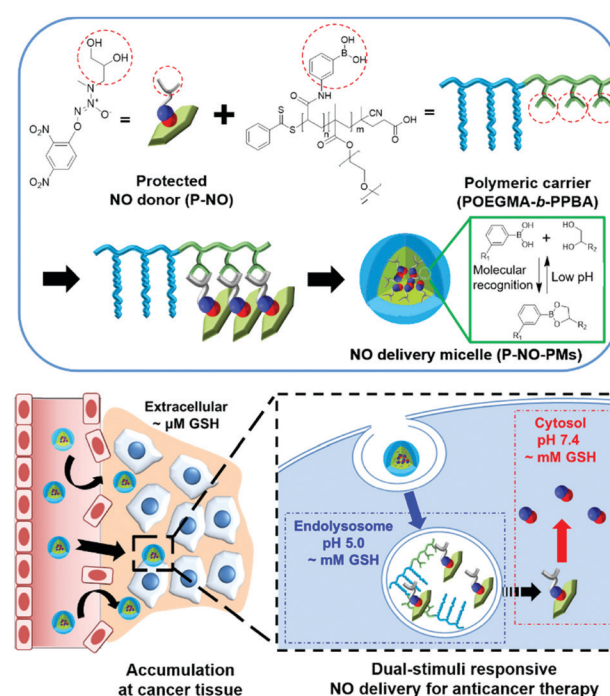 OH
OH
N
N
N⁺
O⁻
O
O₂N
NO₂
=
Protected
NO donor (P-NO)
+
OH
B
OH
O
NH
S
S
n
m
CN
O
OH
O
O
O
=
Polymeric carrier
(POEGMA-b-PPBA)
OH
B
OH
R₁
+
HO
OH
R₂
Molecular
recognition
Low pH
O
B
O
R₁
R₂
NO delivery micelle (P-NO-PMs)
Extracellular
~ μM GSH
Cytosol
pH 7.4
~ mM GSH
Endolysosome
pH 5.0
~ mM GSH
Accumulation
at cancer tissue
Dual-stimuli responsive
NO delivery for anticancer therapy